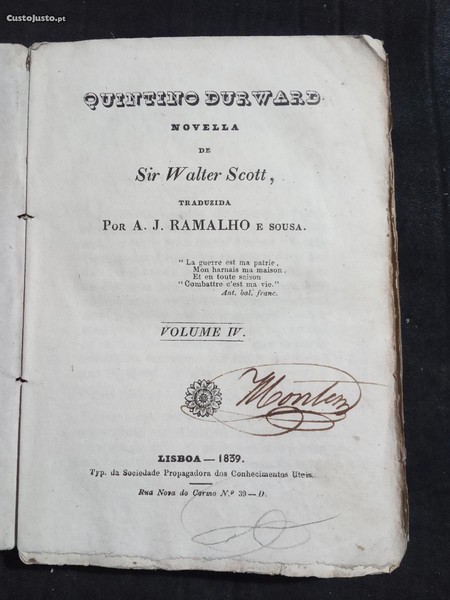 CustoJusto.pt
QUINTINO DURWARD
NOVELLA
DE
Sir Walter Scott,
TRADUZIDA
POR A. J. RAMALHO E SOUSA.
"La guerre est ma patrie,
Mon harnais ma maison.
Et en toute saison
"Combattre c'est ma vie."
Ant. bal. franc.
VOLUME IV.
LISBOA — 1839.
Typ. da Sociedade Propagadora dos Conhecimentos Uteis.
Rua Nova do Carmo N.º 39—D.